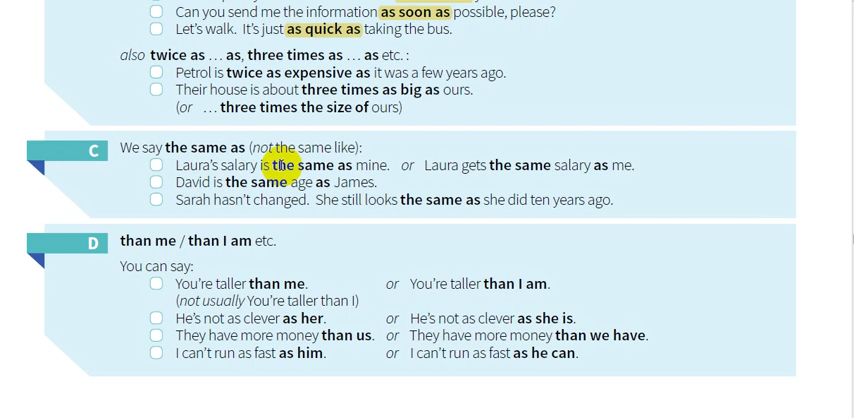 Can you send me the information as soon as possible, please?
Let's walk. It's just as quick as taking the bus.
also twice as … as, three times as … as etc. :
Petrol is twice as expensive as it was a few years ago.
Their house is about three times as big as ours.
(or … three times the size of ours)
C
We say the same as (not the same like):
Laura's salary is the same as mine. or Laura gets the same salary as me.
David is the same age as James.
Sarah hasn't changed. She still looks the same as she did ten years ago.
D
than me / than I am etc.
You can say:
You're taller than me. or You're taller than I am.
(not usually You're taller than I)
He's not as clever as her. or He's not as clever as she is.
They have more money than us. or They have more money than we have.
I can't run as fast as him. or I can't run as fast as he can.